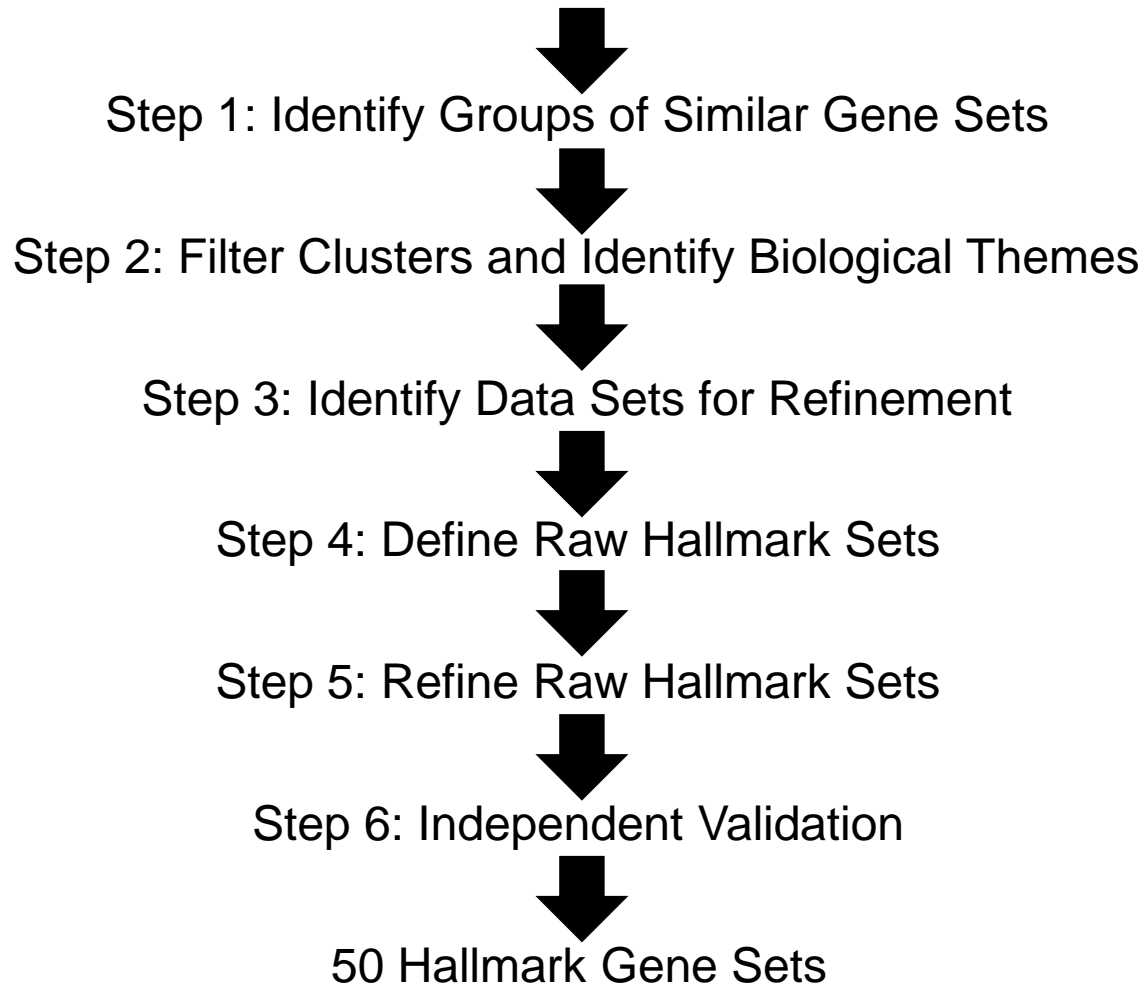 Step 1: Identify Groups of Similar Gene Sets
Step 2: Filter Clusters and Identify Biological Themes
Step 3: Identify Data Sets for Refinement
Step 4: Define Raw Hallmark Sets
Step 5: Refine Raw Hallmark Sets
Step 6: Independent Validation
50 Hallmark Gene Sets